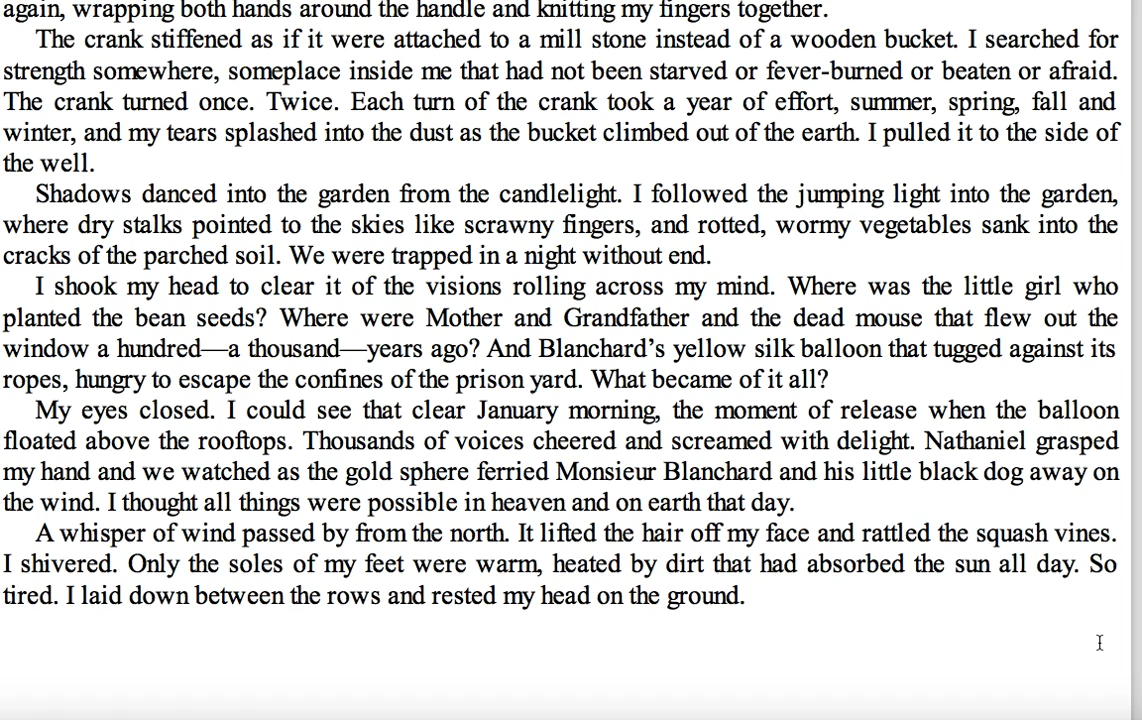 again, wrapping both hands around the handle and knitting my fingers together.
The crank stiffened as if it were attached to a mill stone instead of a wooden bucket. I searched for
strength somewhere, someplace inside me that had not been starved or fever-burned or beaten or afraid.
The crank turned once. Twice. Each turn of the crank took a year of effort, summer, spring, fall and
winter, and my tears splashed into the dust as the bucket climbed out of the earth. I pulled it to the side of
the well.
Shadows danced into the garden from the candlelight. I followed the jumping light into the garden,
where dry stalks pointed to the skies like scrawny fingers, and rotted, wormy vegetables sank into the
cracks of the parched soil. We were trapped in a night without end.
I shook my head to clear it of the visions rolling across my mind. Where was the little girl who
planted the bean seeds? Where were Mother and Grandfather and the dead mouse that flew out the
window a hundred—a thousand—years ago? And Blanchard’s yellow silk balloon that tugged against its
ropes, hungry to escape the confines of the prison yard. What became of it all?
My eyes closed. I could see that clear January morning, the moment of release when the balloon
floated above the rooftops. Thousands of voices cheered and screamed with delight. Nathaniel grasped
my hand and we watched as the gold sphere ferried Monsieur Blanchard and his little black dog away on
the wind. I thought all things were possible in heaven and on earth that day.
A whisper of wind passed by from the north. It lifted the hair off my face and rattled the squash vines.
I shivered. Only the soles of my feet were warm, heated by dirt that had absorbed the sun all day. So
tired. I laid down between the rows and rested my head on the ground.